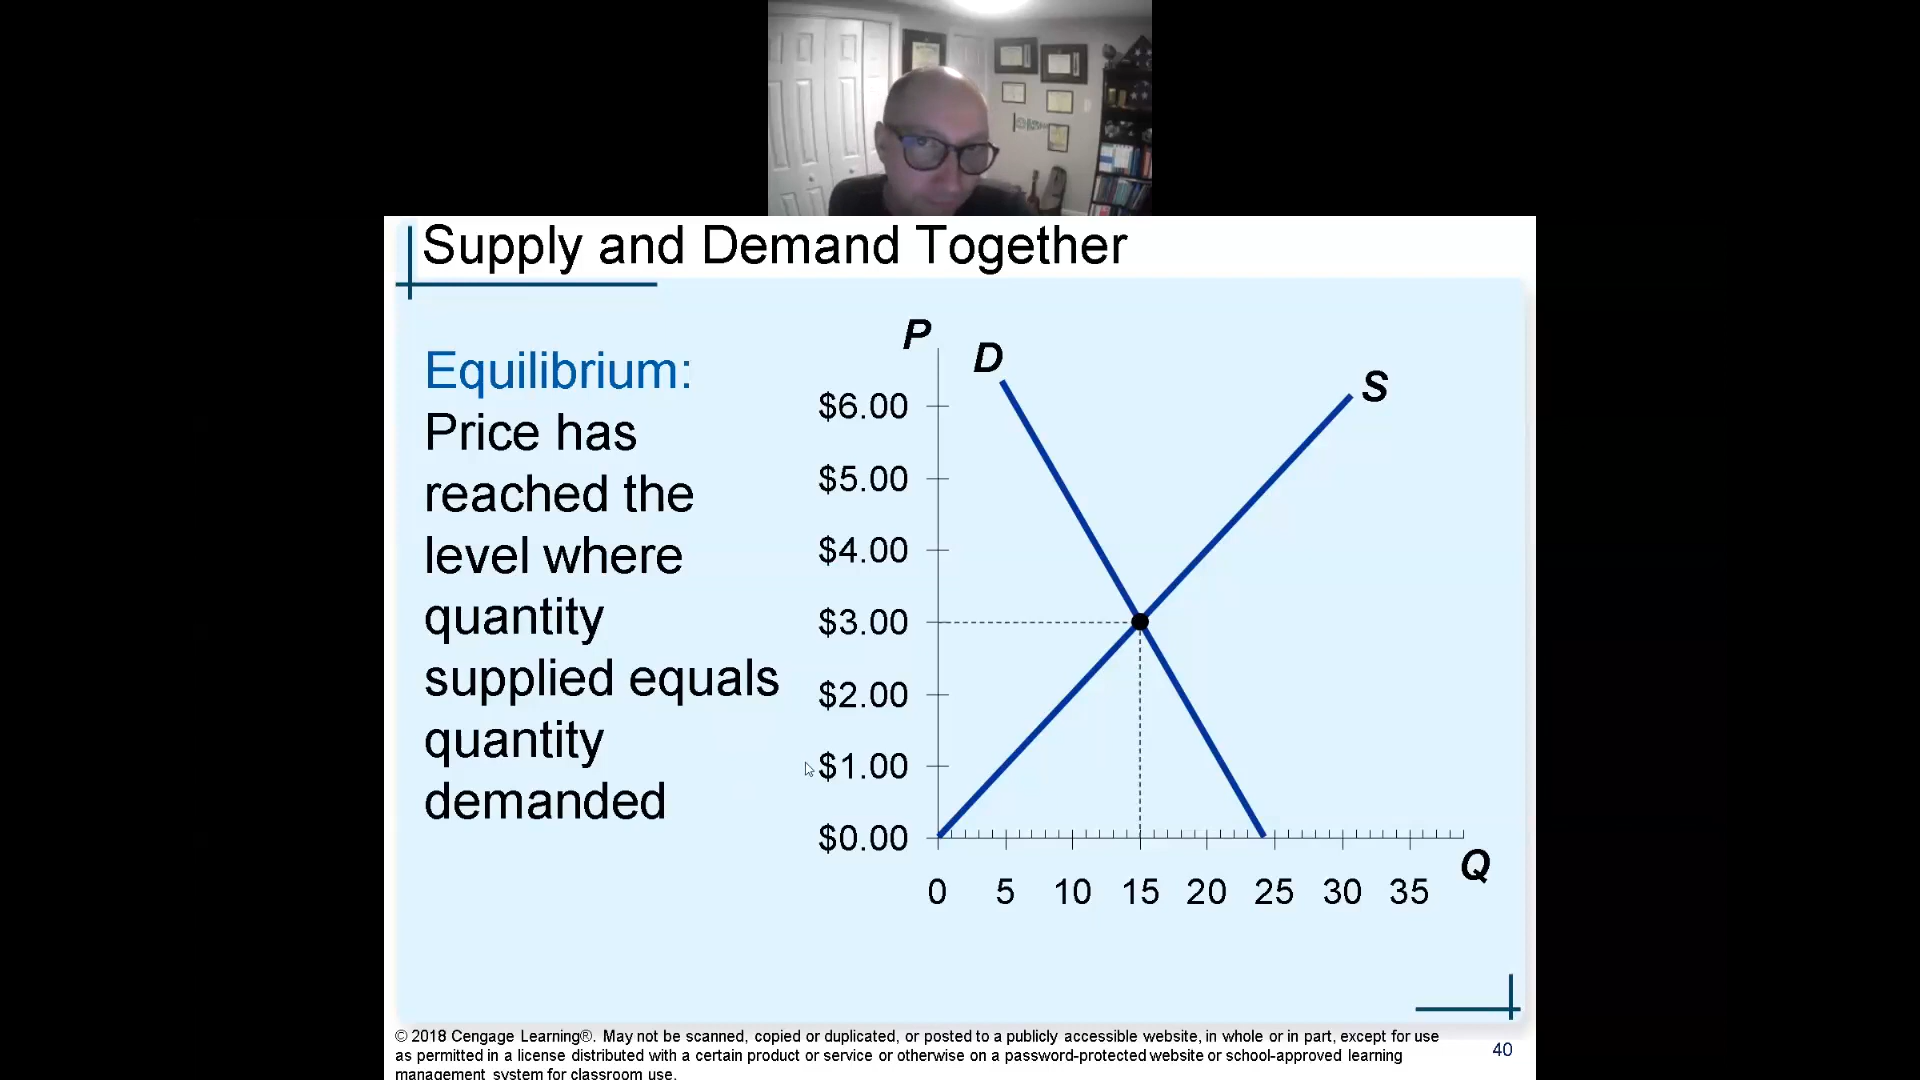 Supply and Demand Together
Equilibrium:
Price has
reached the
level where
quantity
supplied equals
quantity
demanded
P
D
S
$6.00
$5.00
$4.00
$3.00
$2.00
$1.00
$0.00
0 5 10 15 20 25 30 35
Q
© 2018 Cengage Learning®. May not be scanned, copied or duplicated, or posted to a publicly accessible website, in whole or in part, except for use
as permitted in a license distributed with a certain product or service or otherwise on a password-protected website or school-approved learning
management system for classroom use.
40